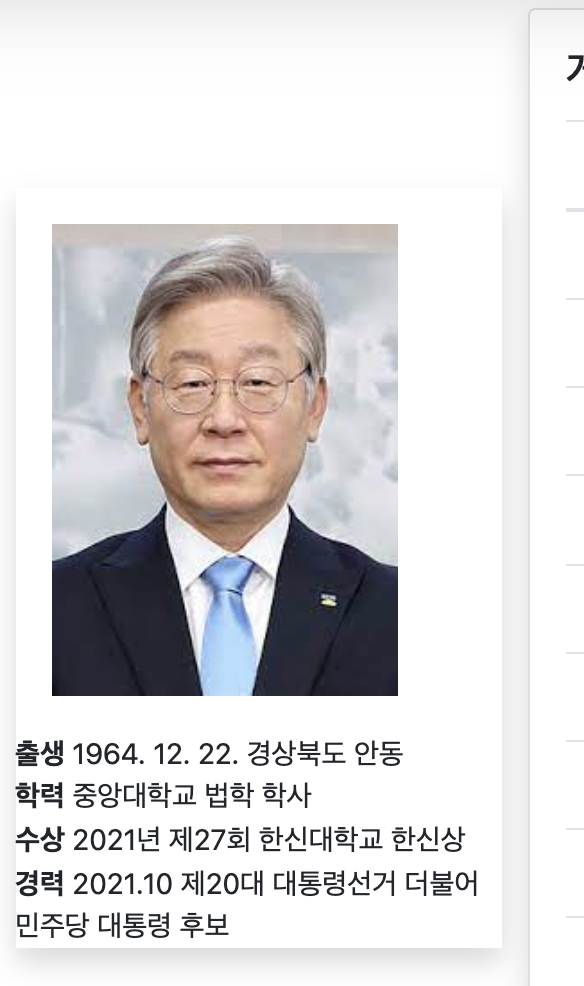 출생 1964. 12. 22. 경상북도 안동
학력 중앙대학교 법학 학사
수상 2021년 제27회 한신대학교 한신상
경력 2021.10 제20대 대통령선거 더불어
민주당 대통령 후보